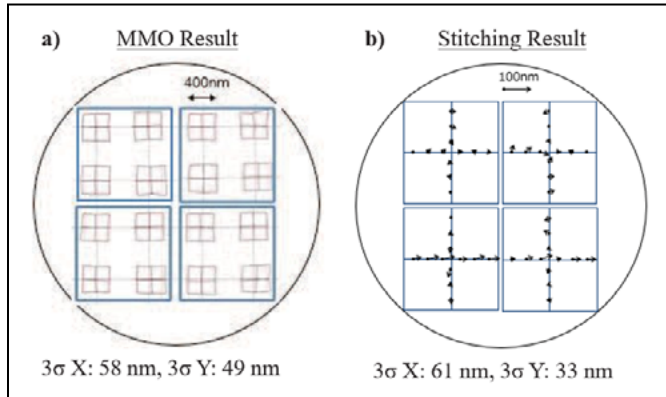 a) MMO Result
400nm
3σ X: 58 nm, 3σ Y: 49 nm
b) Stitching Result
100nm
3σ X: 61 nm, 3σ Y: 33 nm